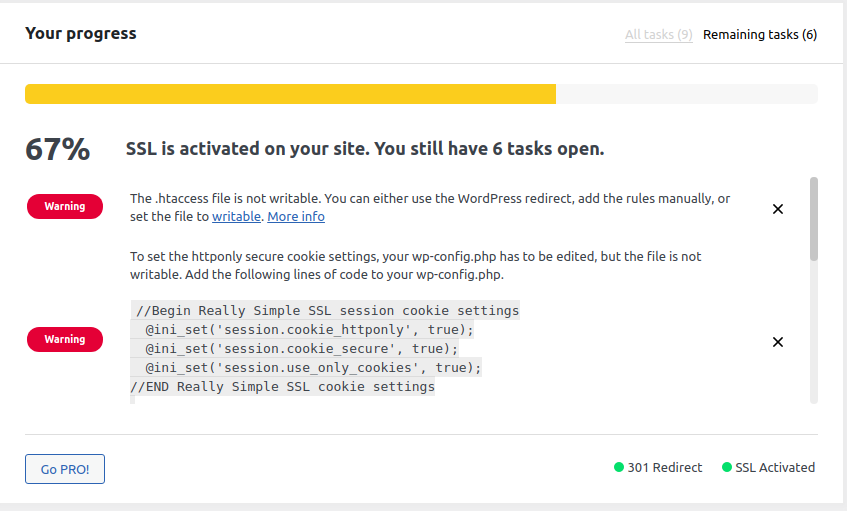 Your progress
All tasks (9) Remaining tasks (6)
67% SSL is activated on your site. You still have 6 tasks open.
Warning
The .htaccess file is not writable. You can either use the WordPress redirect, add the rules manually, or
set the file to writable. More info
To set the httponly secure cookie settings, your wp-config.php has to be edited, but the file is not
writable. Add the following lines of code to your wp-config.php.
Warning
//Begin Really Simple SSL session cookie settings
@ini_set('session.cookie_httponly', true);
@ini_set('session.cookie_secure', true);
@ini_set('session.use_only_cookies', true);
//END Really Simple SSL cookie settings
Go PRO!
301 Redirect SSL Activated